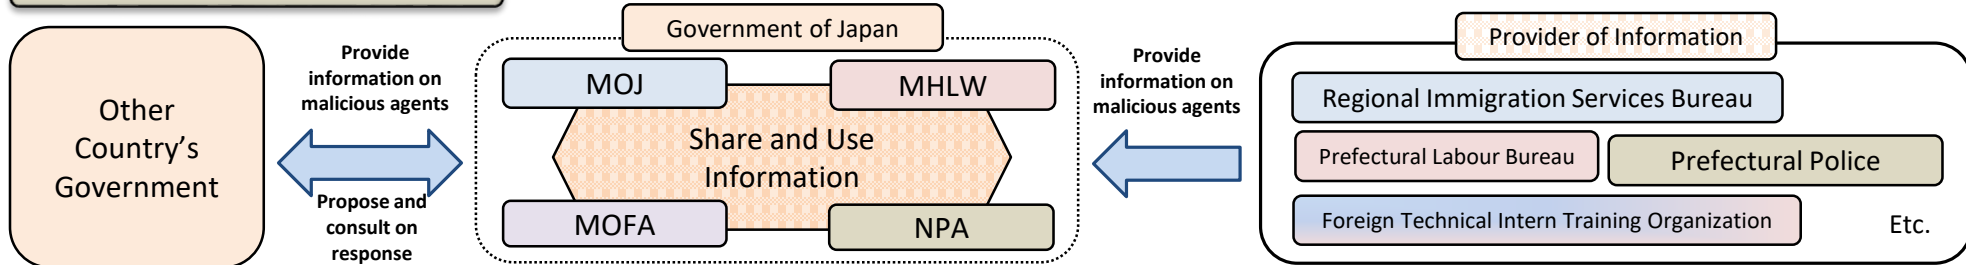 Other
Country's
Government
Provide
information on
malicious agents
Propose and
consult on
response
Government of Japan
MOJ
MHLW
Share and Use
Information
MOFA
NPA
Provide
information on
malicious agents
Provider of Information
Regional Immigration Services Bureau
Prefectural Labour Bureau
Prefectural Police
Foreign Technical Intern Training Organization
Etc.